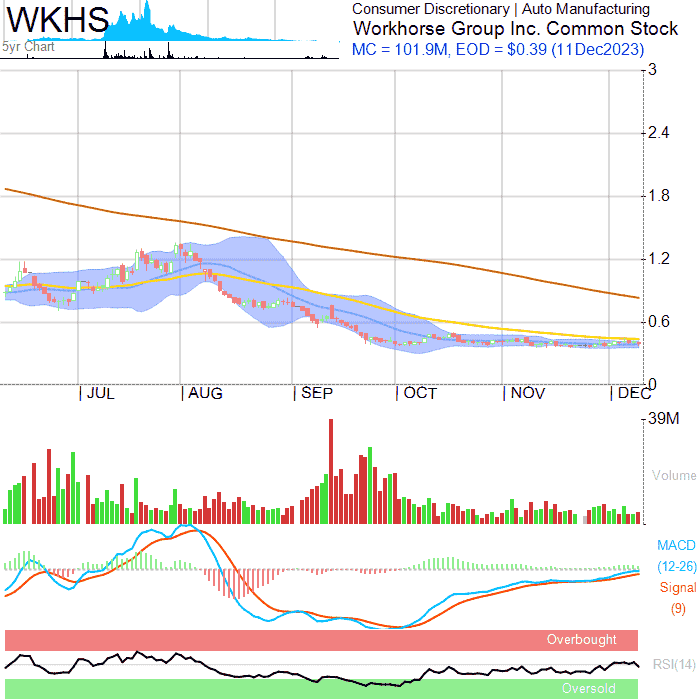 WKHS
5yr Chart
Consumer Discretionary | Auto Manufacturing
Workhorse Group Inc. Common Stock
MC = 101.9M, EOD = $0.39 (11Dec2023)
3
2.4
1.8
1.2
0.6
0
JUL AUG SEP OCT NOV DEC
39M
Volume
MACD
(12-26)
Signal
(9)
Overbought
RSI(14)
Oversold